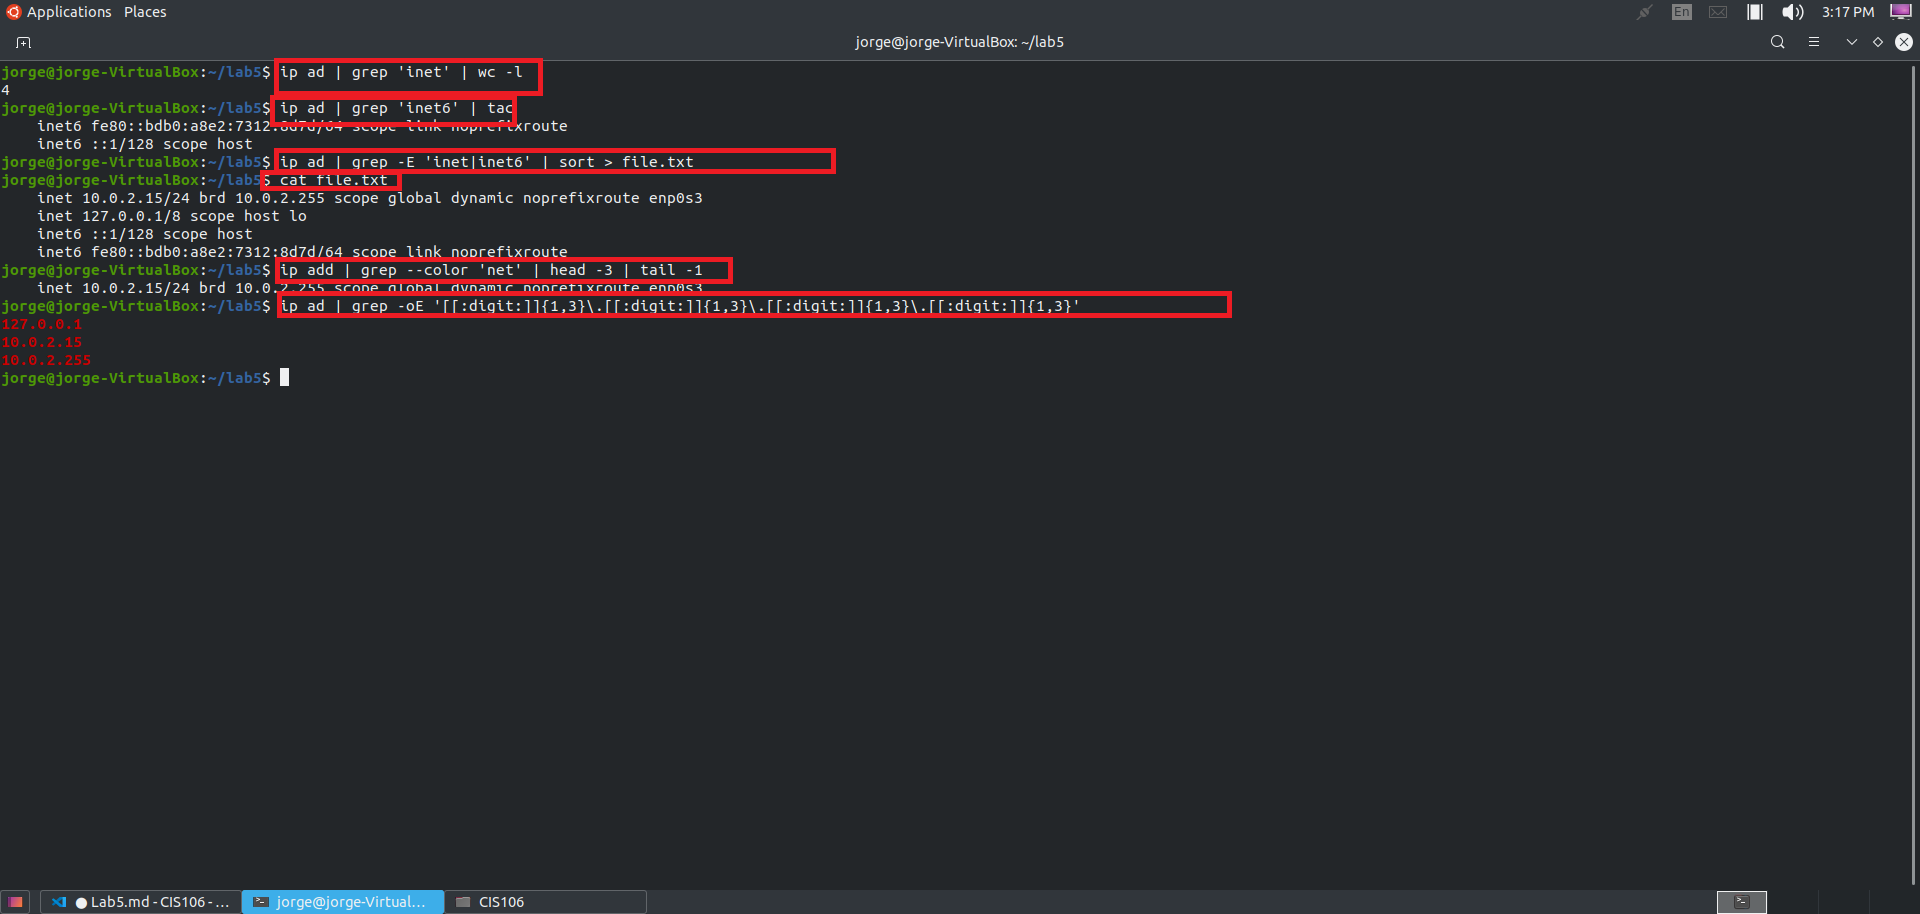 Applications Places
En 3:17 PM
jorge@jorge-VirtualBox: ~/lab5
jorge@jorge-VirtualBox:~/lab5$ ip ad | grep 'inet' | wc -l
4
jorge@jorge-VirtualBox:~/lab5$ ip ad | grep 'inet6' | tac
inet6 fe80::bdb0:a8e2:7312:8d7d/64 scope link noprefixroute
inet6 ::1/128 scope host
jorge@jorge-VirtualBox:~/lab5$ ip ad | grep -E 'inet|inet6' | sort > file.txt
jorge@jorge-VirtualBox:~/lab5$ cat file.txt
inet 10.0.2.15/24 brd 10.0.2.255 scope global dynamic noprefixroute enp0s3
inet 127.0.0.1/8 scope host lo
inet6 ::1/128 scope host
inet6 fe80::bdb0:a8e2:7312:8d7d/64 scope link noprefixroute
jorge@jorge-VirtualBox:~/lab5$ ip add | grep --color 'net' | head -3 | tail -1
inet 10.0.2.15/24 brd 10.0.2.255 scope global dynamic noprefixroute enp0s3
jorge@jorge-VirtualBox:~/lab5$ ip ad | grep -oE '[[:digit:]]{1,3}\.[[:digit:]]{1,3}\.[[:digit:]]{1,3}\.[[:digit:]]{1,3}'
127.0.0.1
10.0.2.15
10.0.2.255
jorge@jorge-VirtualBox:~/lab5$
Lab5.md - CIS106 - ... jorge@jorge-Virtual... CIS106